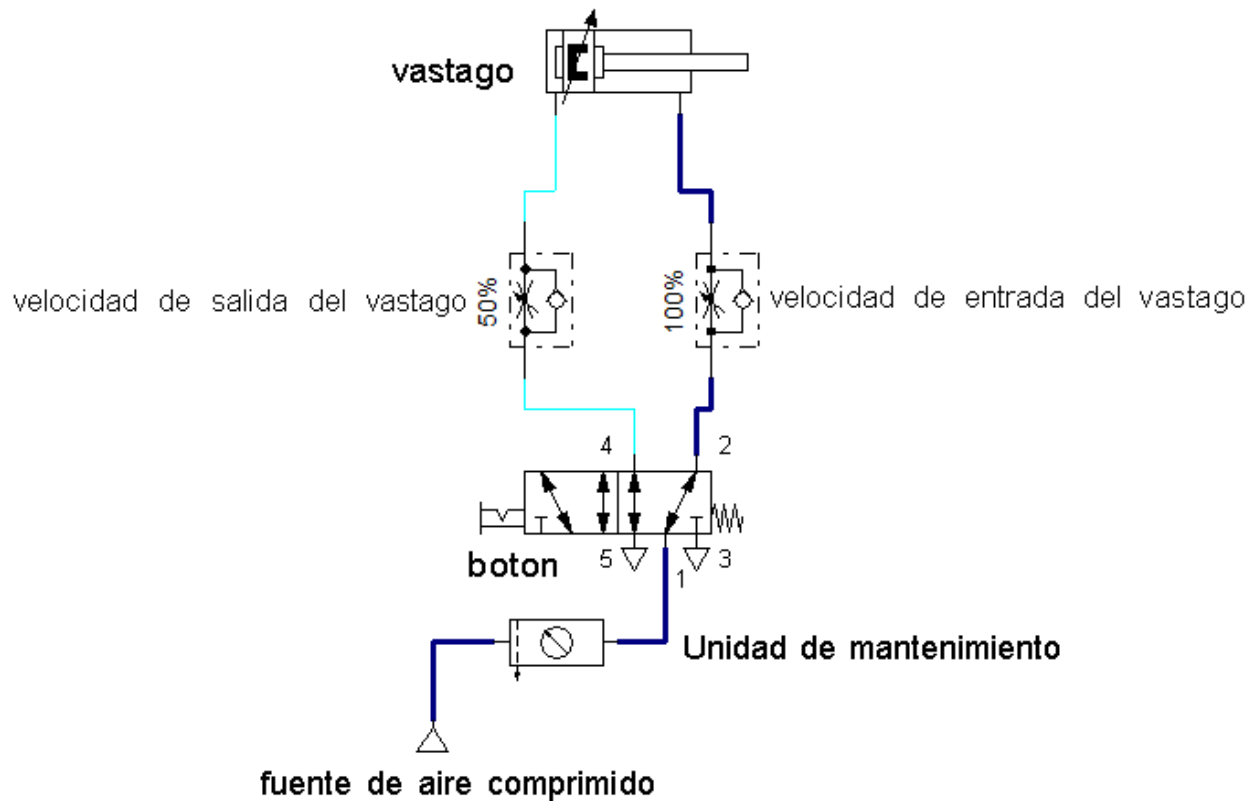 vastago
velocidad de salida del vastago
50%
100%
velocidad de entrada del vastago
4
2
boton
5
1
3
Unidad de mantenimiento
fuente de aire comprimido